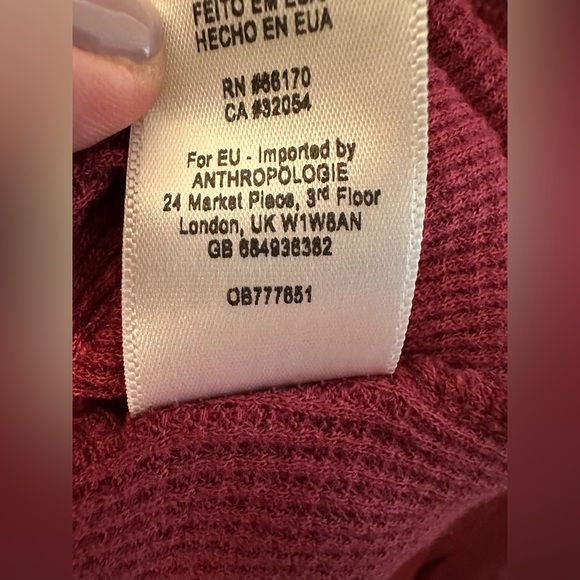 FEITO EM EUA
HECHO EN EUA
RN #66170
CA #32054
For EU - Imported by
ANTHROPOLOGIE
24 Market Place, 3rd Floor
London, UK W1W8AN
GB 664936382
OB777651